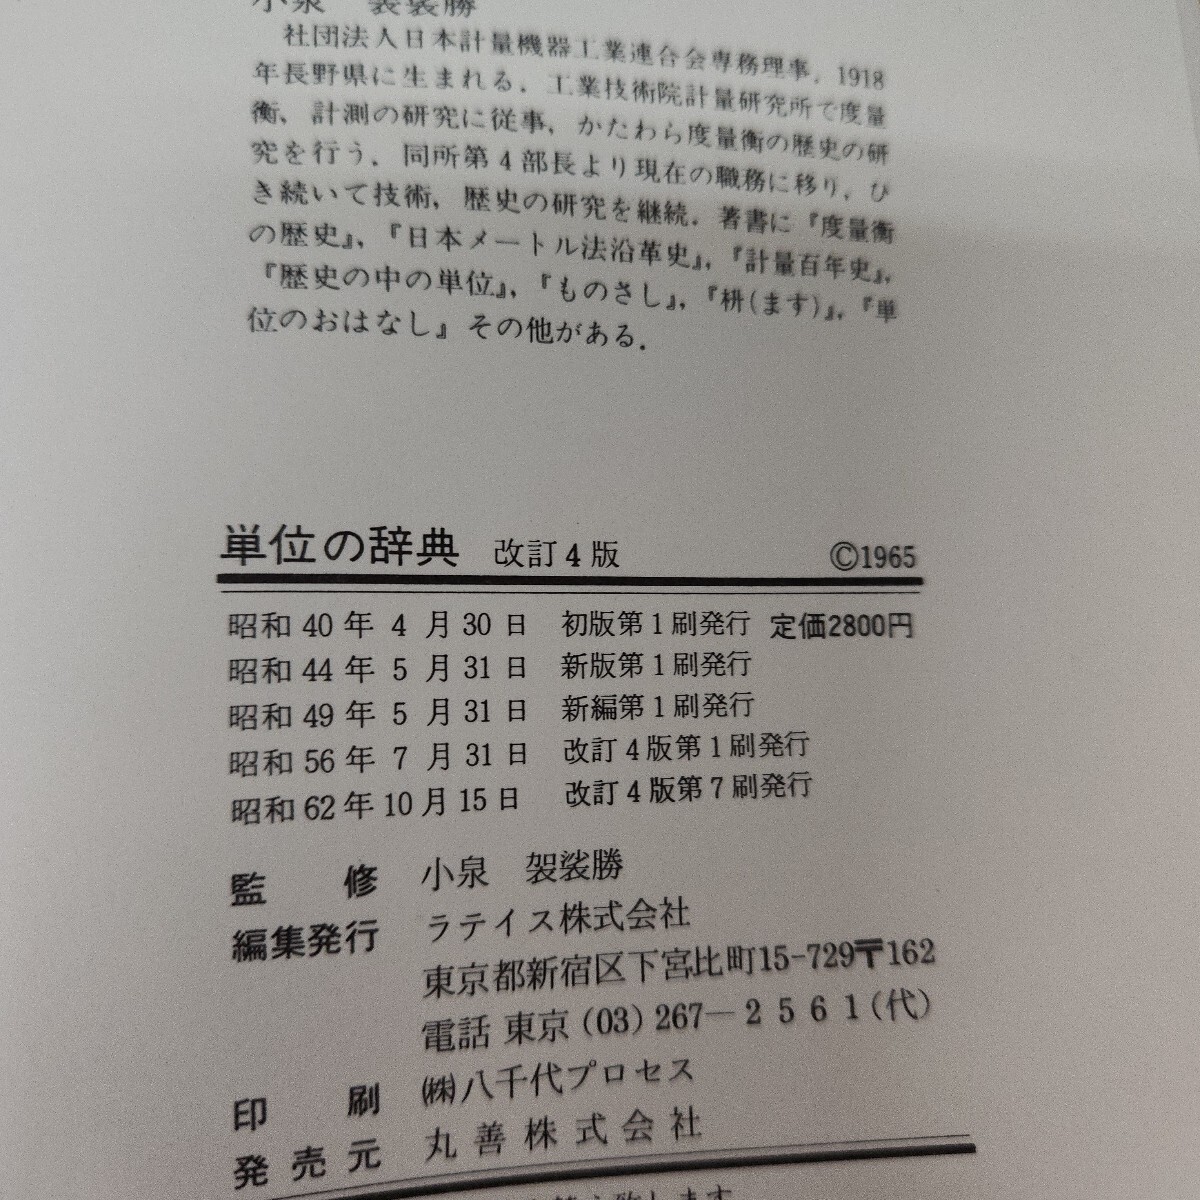 小泉 袈裟勝
社団法人日本計量機器工業連合会専務理事．1918
年長野県に生まれる．工業技術院計量研究所で度量
衡，計測の研究に従事，かたわら度量衡の歴史の研
究を行う．同所第4部長より現在の職務に移り，ひ
き続いて技術，歴史の研究を継続．著書に『度量衡
の歴史』，『日本メートル法沿革史』，『計量百年史』，
『歴史の中の単位』，『ものさし』，『枡(ます)』，『単
位のおはなし』その他がある．
単位の辞典 改訂4版 ©1965
昭和40年4月30日 初版第1刷発行 定価2800円
昭和44年5月31日 新版第1刷発行
昭和49年5月31日 新編第1刷発行
昭和56年7月31日 改訂4版第1刷発行
昭和62年10月15日 改訂4版第7刷発行
監修 小泉 袈裟勝
編集発行 ラテイス株式会社
東京都新宿区下宮比町15-729〒162
電話 東京 (03) 267―2561(代)
印刷 ㈱八千代プロセス
発売元 丸善株式会社
致します